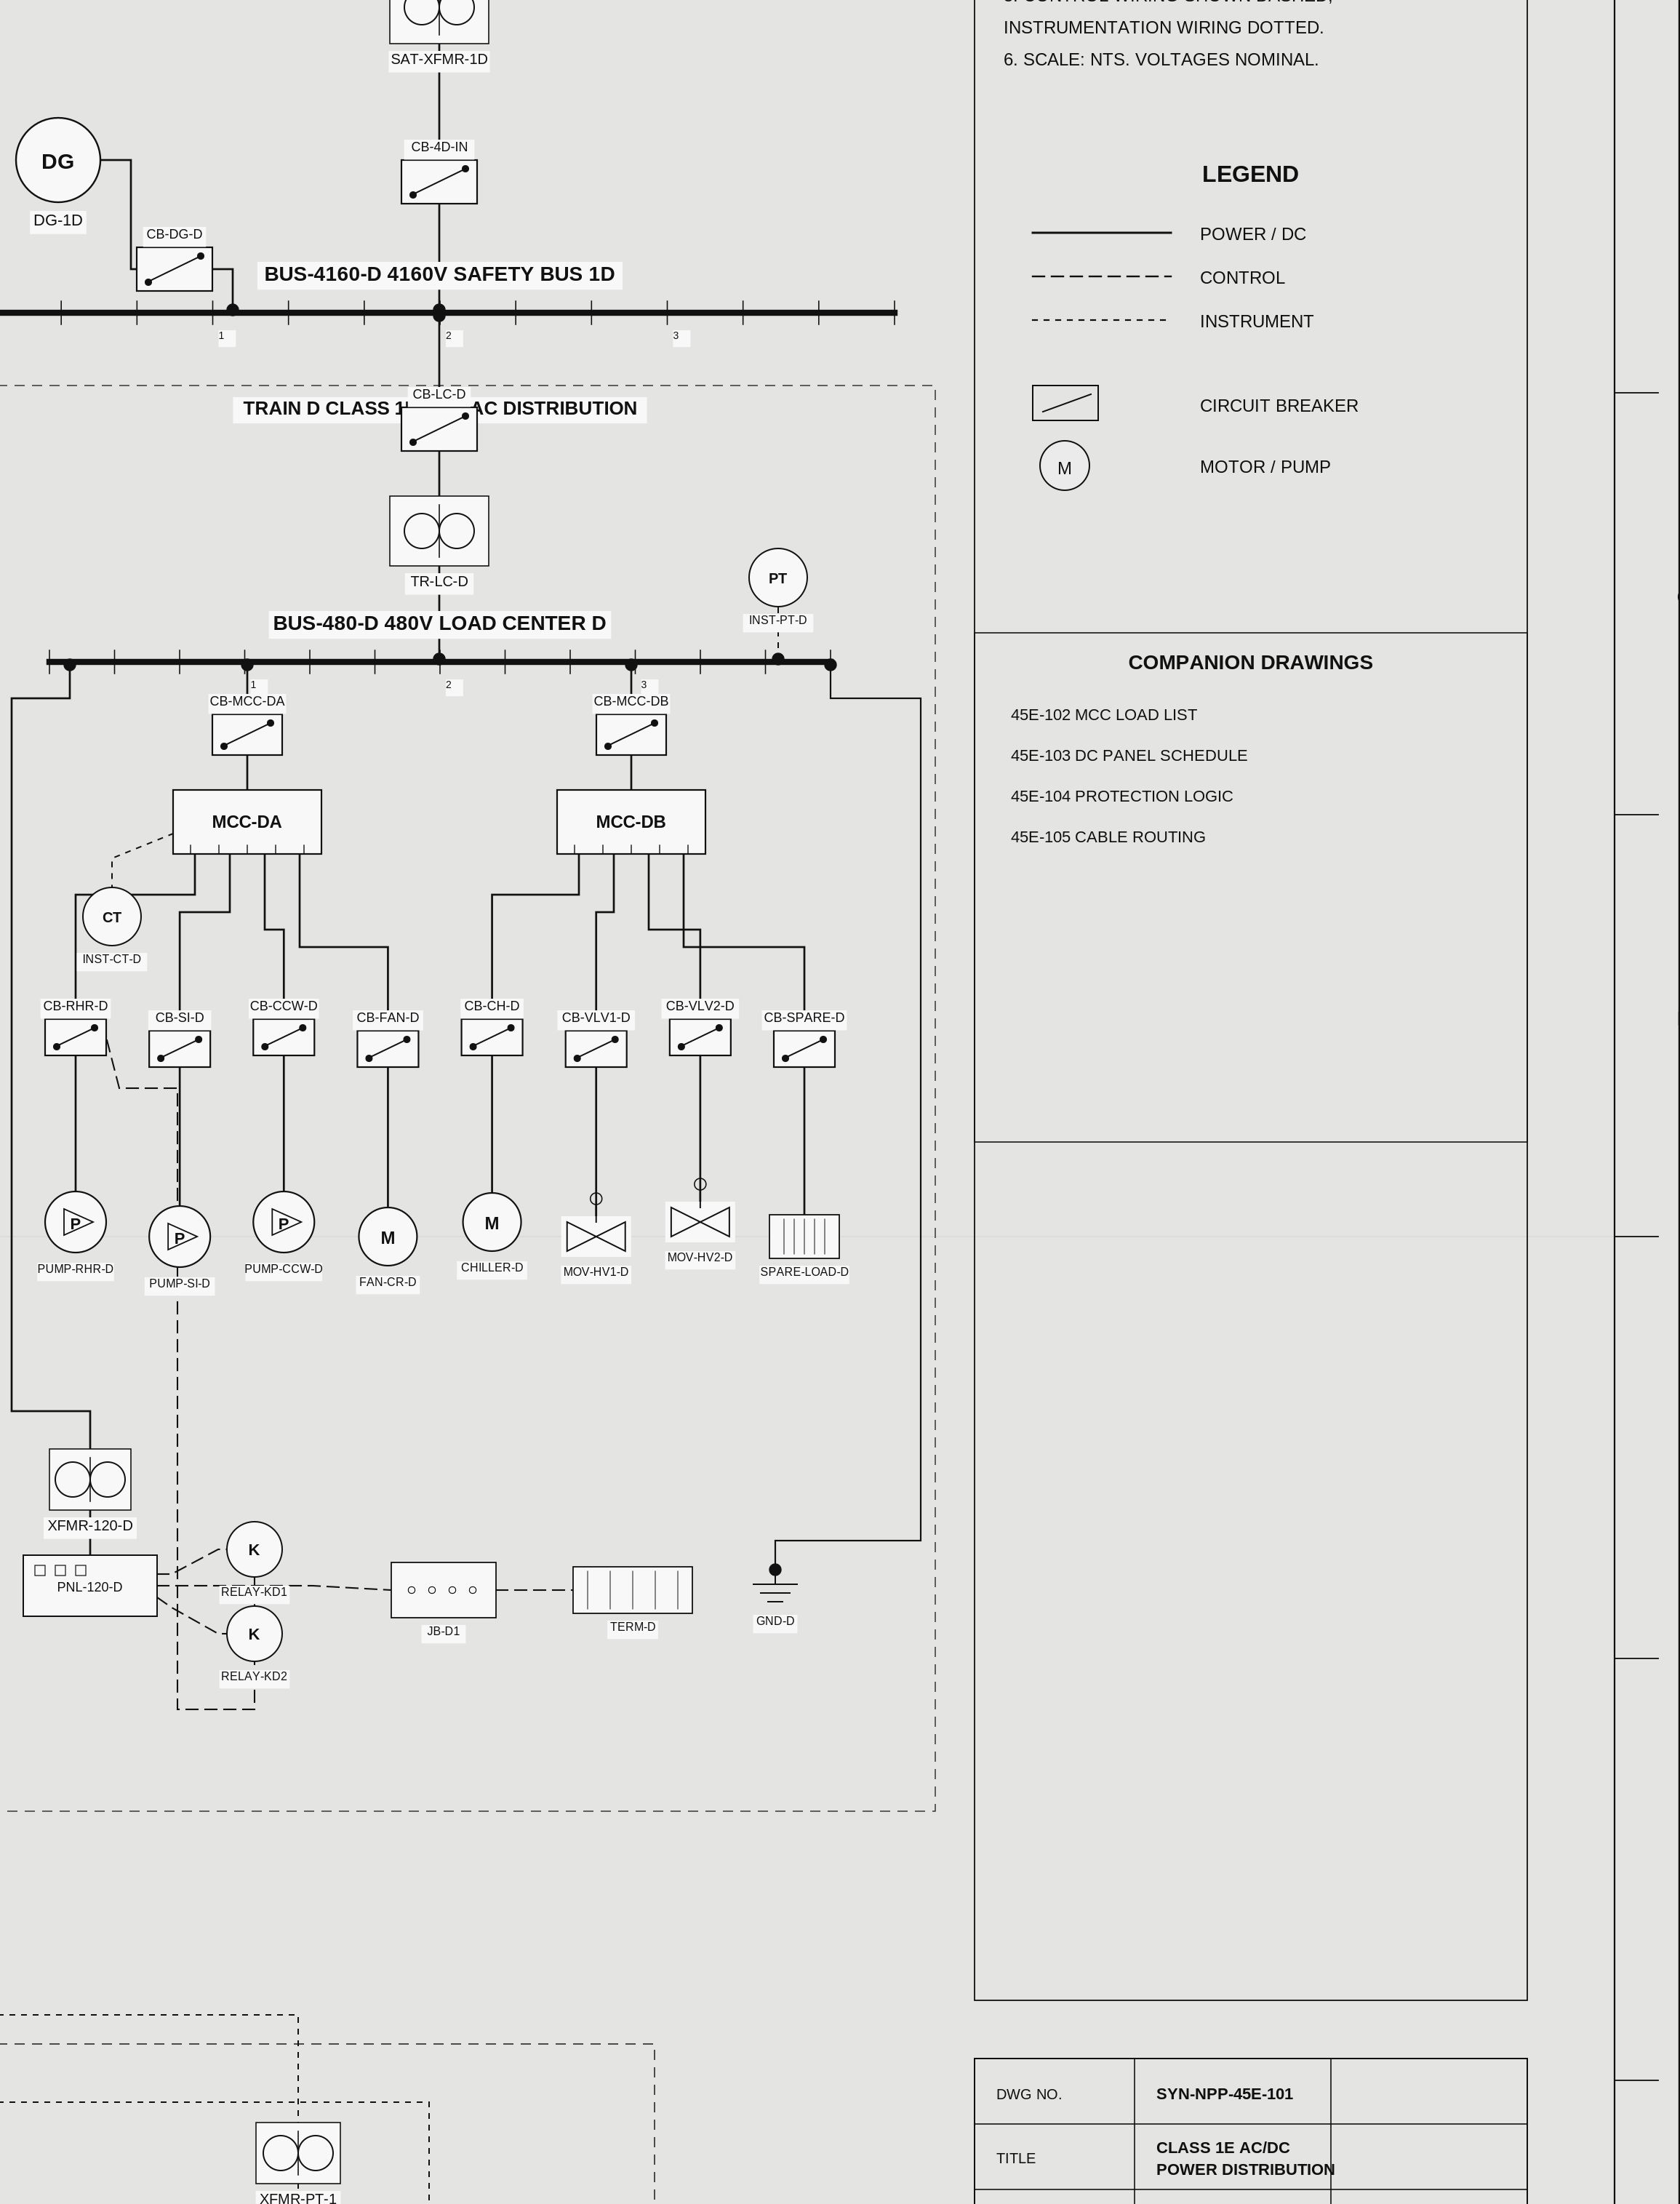 INSTRUMENTATION WIRING DOTTED.
6. SCALE: NTS. VOLTAGES NOMINAL.
SAT-XFMR-1D
CB-4D-IN
DG
DG-1D
CB-DG-D
BUS-4160-D 4160V SAFETY BUS 1D
1
2
3
CB-LC-D
TRAIN D CLASS 1 AC DISTRIBUTION
TR-LC-D
PT
INST-PT-D
BUS-480-D 480V LOAD CENTER D
1
2
3
CB-MCC-DA
CB-MCC-DB
MCC-DA
MCC-DB
CT
INST-CT-D
CB-RHR-D
CB-SI-D
CB-CCW-D
CB-FAN-D
CB-CH-D
CB-VLV1-D
CB-VLV2-D
CB-SPARE-D
P
P
P
M
M
PUMP-RHR-D
PUMP-SI-D
PUMP-CCW-D
FAN-CR-D
CHILLER-D
MOV-HV1-D
MOV-HV2-D
SPARE-LOAD-D
XFMR-120-D
PNL-120-D
K
RELAY-KD1
K
RELAY-KD2
JB-D1
TERM-D
GND-D
XFMR-PT-1
LEGEND
POWER / DC
CONTROL
INSTRUMENT
CIRCUIT BREAKER
M
MOTOR / PUMP
COMPANION DRAWINGS
45E-102 MCC LOAD LIST
45E-103 DC PANEL SCHEDULE
45E-104 PROTECTION LOGIC
45E-105 CABLE ROUTING
DWG NO.
SYN-NPP-45E-101
TITLE
CLASS 1E AC/DC
POWER DISTRIBUTION